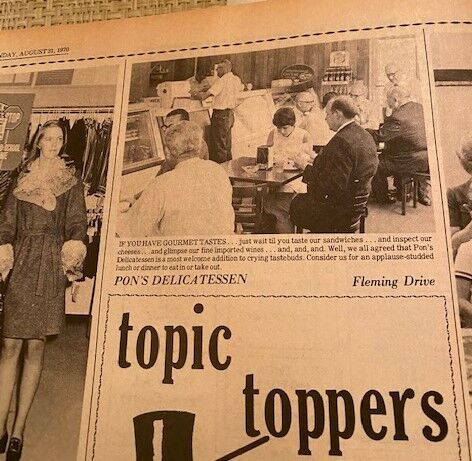 DAY, AUGUST 21, 1970
IF YOU HAVE GOURMET TASTES . . . just wait til you taste our sandwiches . . . and inspect our
cheeses . . . and glimpse our fine imported wines . . . and, and, and. Well, we all agreed that Pon's
Delicatessen is a most welcome addition to crying tastebuds. Consider us for an applause-studded
lunch or dinner to eat in or take out.
PON'S DELICATESSEN
Fleming Drive
topic
toppers